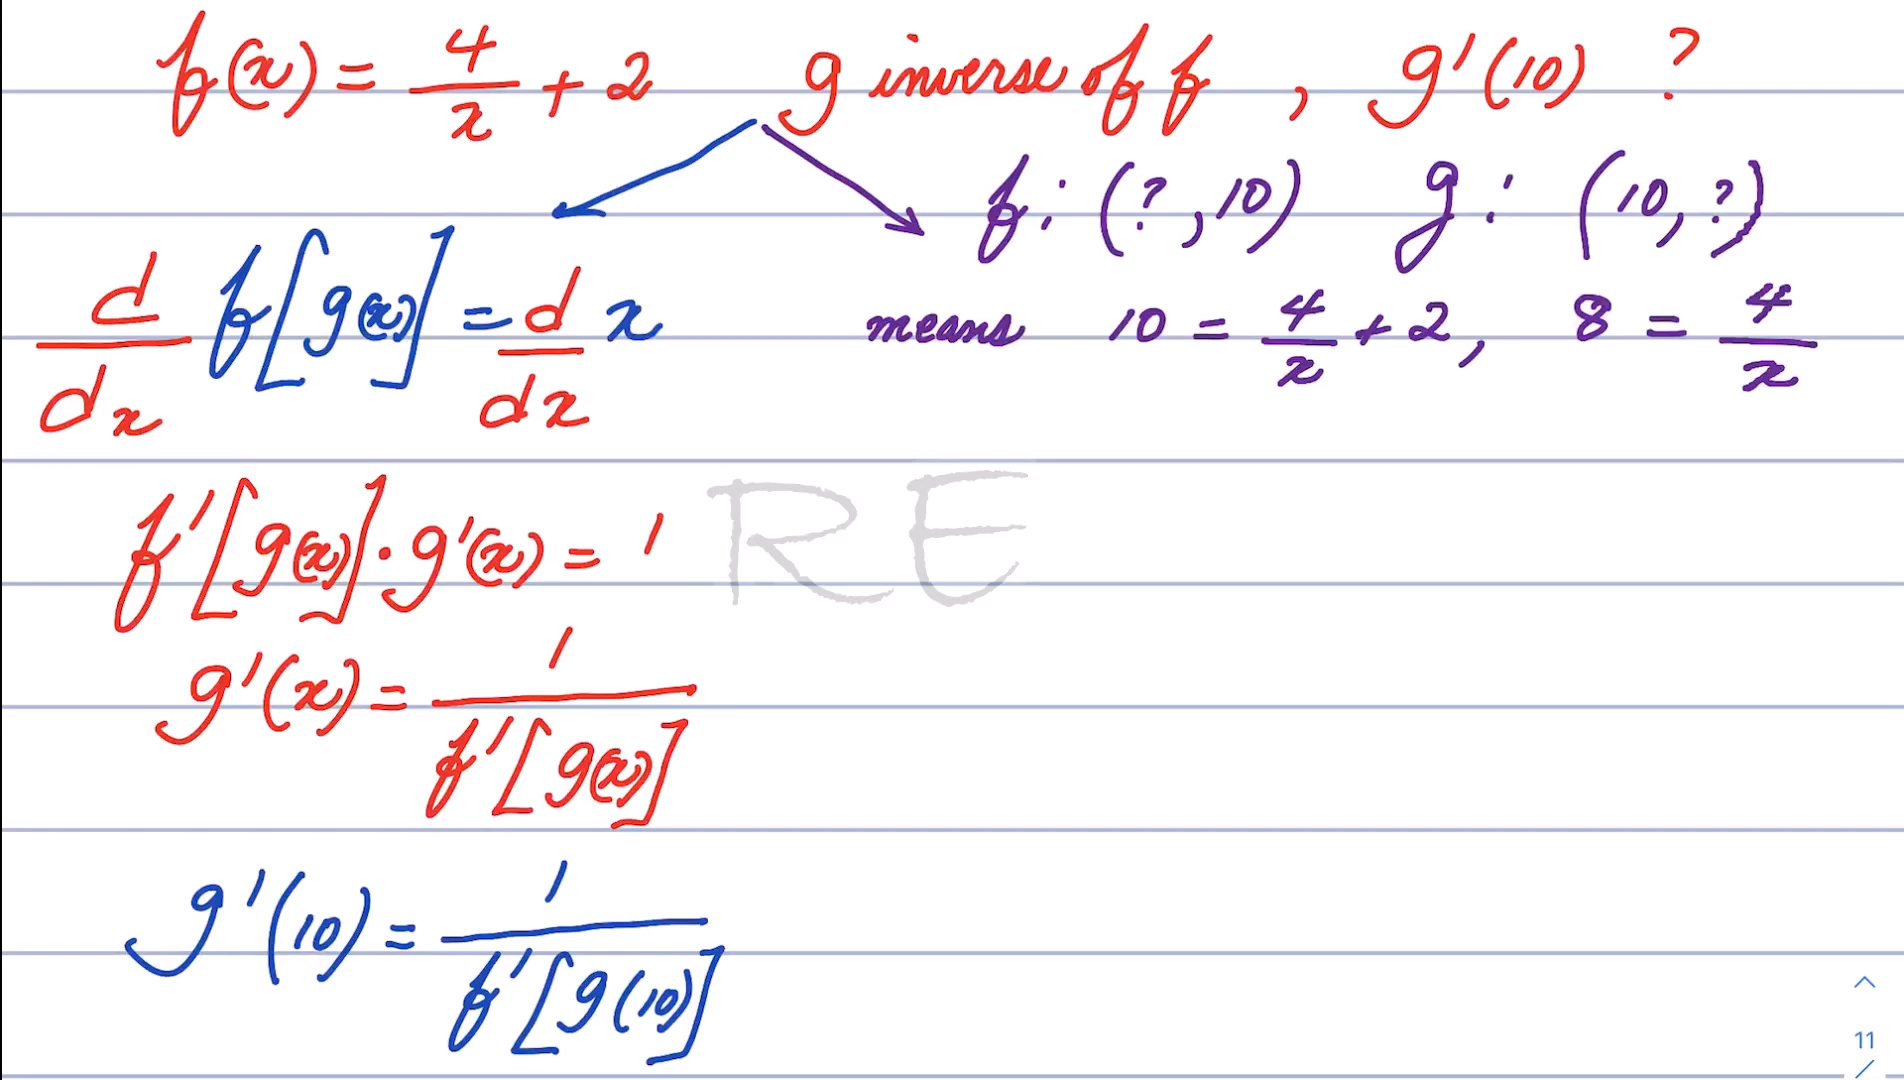 f(x) = 4/x + 2 g inverse of f , g'(10) ?
f : (?, 10) g : (10, ?)
d/dx f[g(x)] = d/dx x
means 10 = 4/x + 2, 8 = 4/x
f'[g(x)] · g'(x) = 1
RE
g'(x) = 1/f'[g(x)]
g'(10) = 1/f'[g(10)]
11